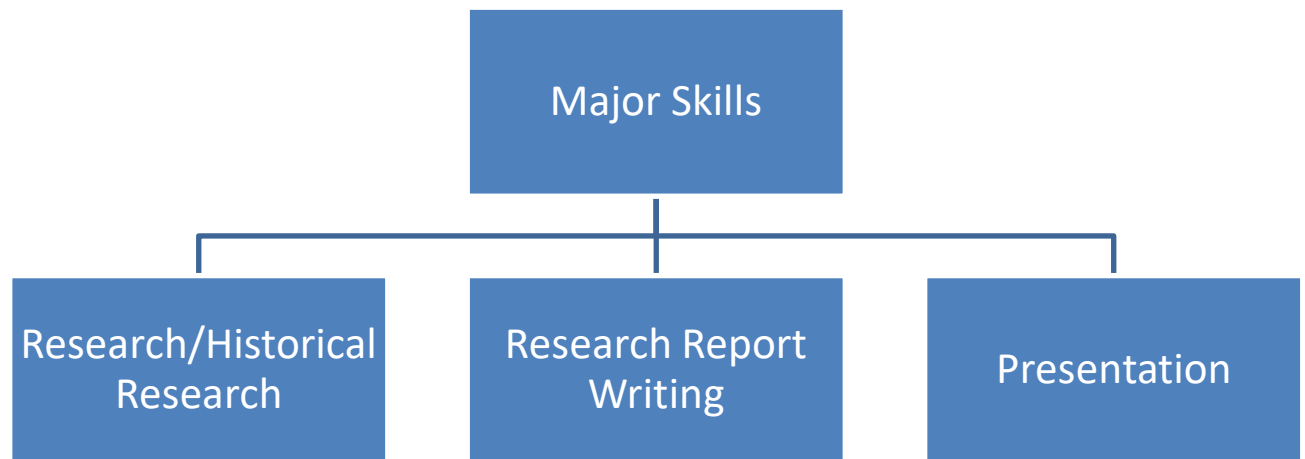 Major Skills
Research/Historical
Research
Research Report
Writing
Presentation